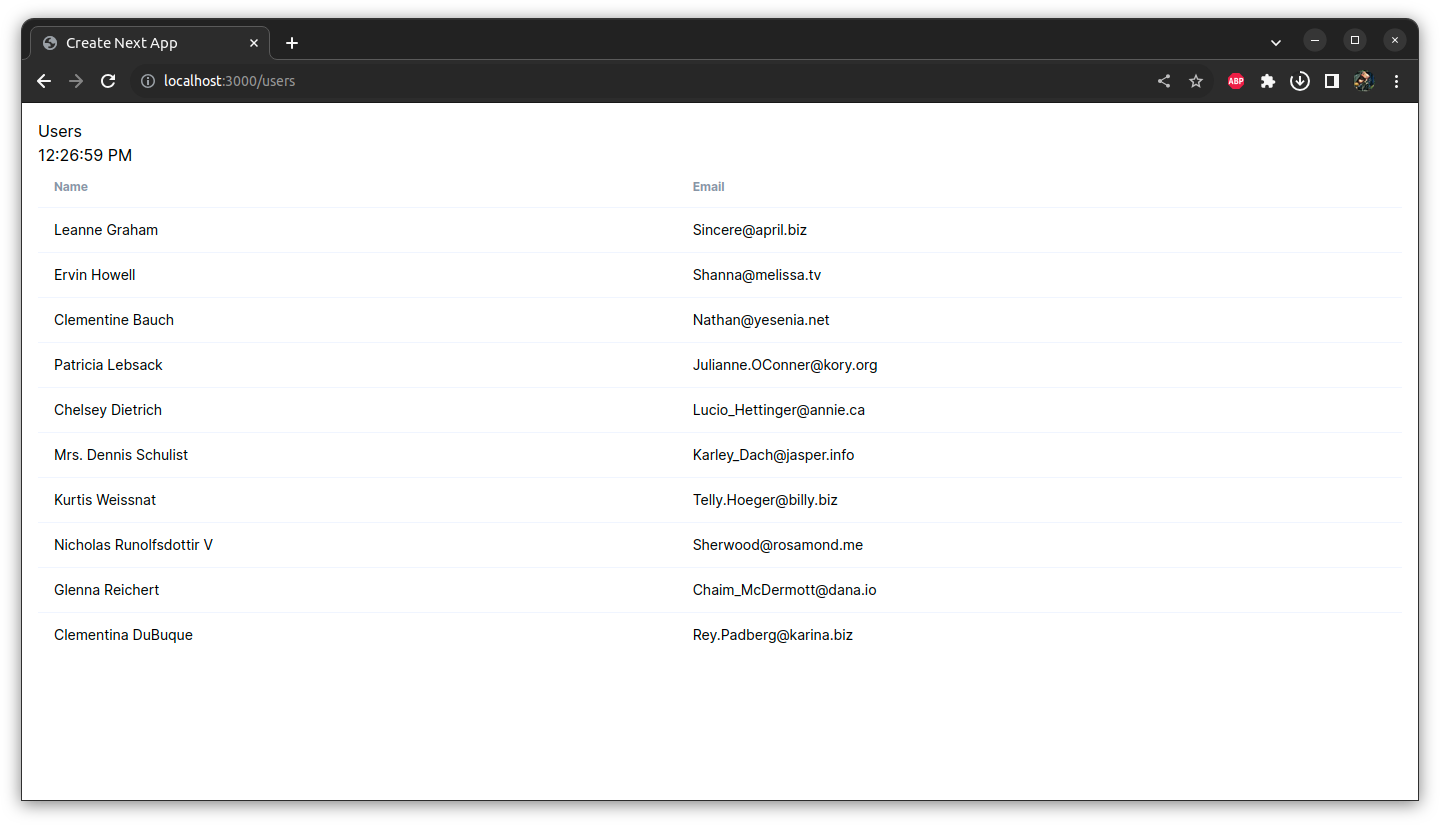 Create Next App
localhost:3000/users
ABP
Users
12:26:59 PM
Name Email
Leanne Graham Sincere@april.biz
Ervin Howell Shanna@melissa.tv
Clementine Bauch Nathan@yesenia.net
Patricia Lebsack Julianne.OConner@kory.org
Chelsey Dietrich Lucio_Hettinger@annie.ca
Mrs. Dennis Schulist Karley_Dach@jasper.info
Kurtis Weissnat Telly.Hoeger@billy.biz
Nicholas Runolfsdottir V Sherwood@rosamond.me
Glenna Reichert Chaim_McDermott@dana.io
Clementina DuBuque Rey.Padberg@karina.biz